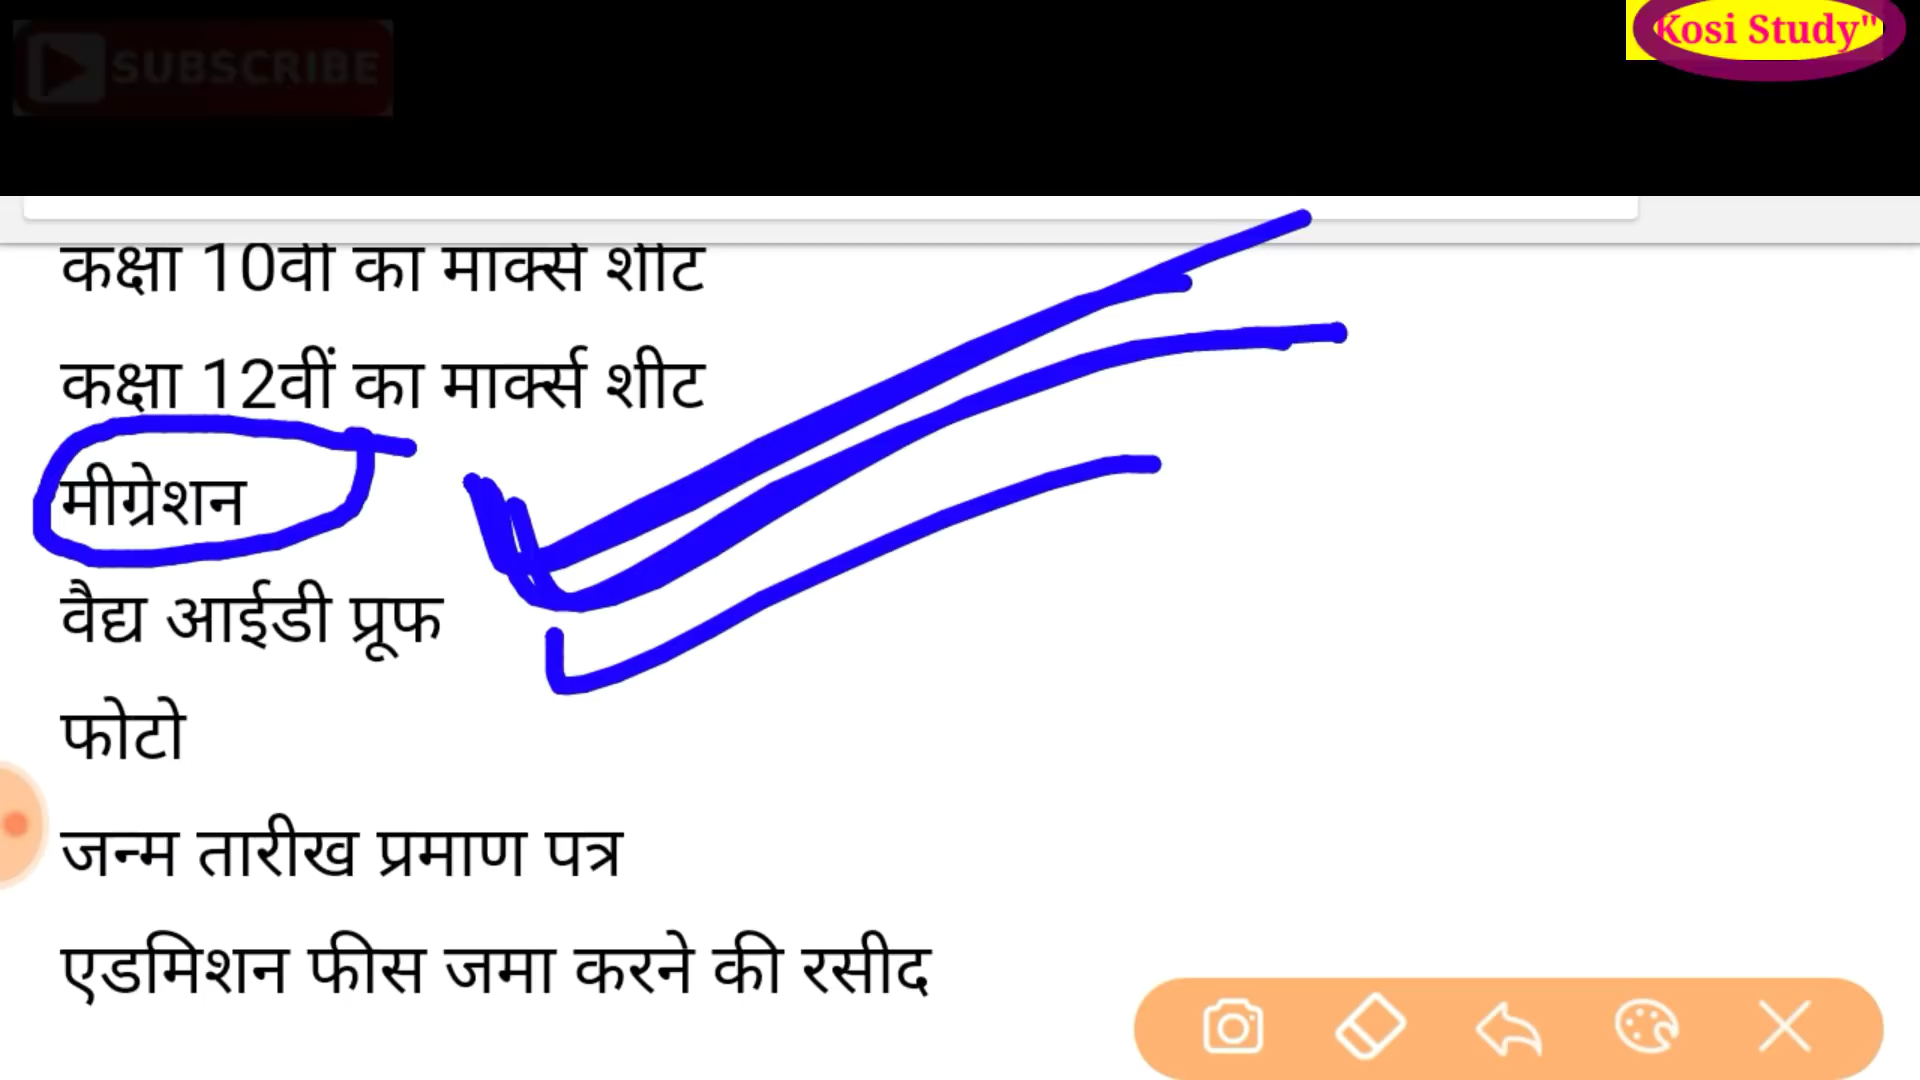 SUBSCRIBE
Kosi Study"
कक्षा 10वीं का मार्क्स शीट
कक्षा 12वीं का मार्क्स शीट
मीग्रेशन
वैद्य आईडी प्रूफ
फोटो
जन्म तारीख प्रमाण पत्र
एडमिशन फीस जमा करने की रसीद